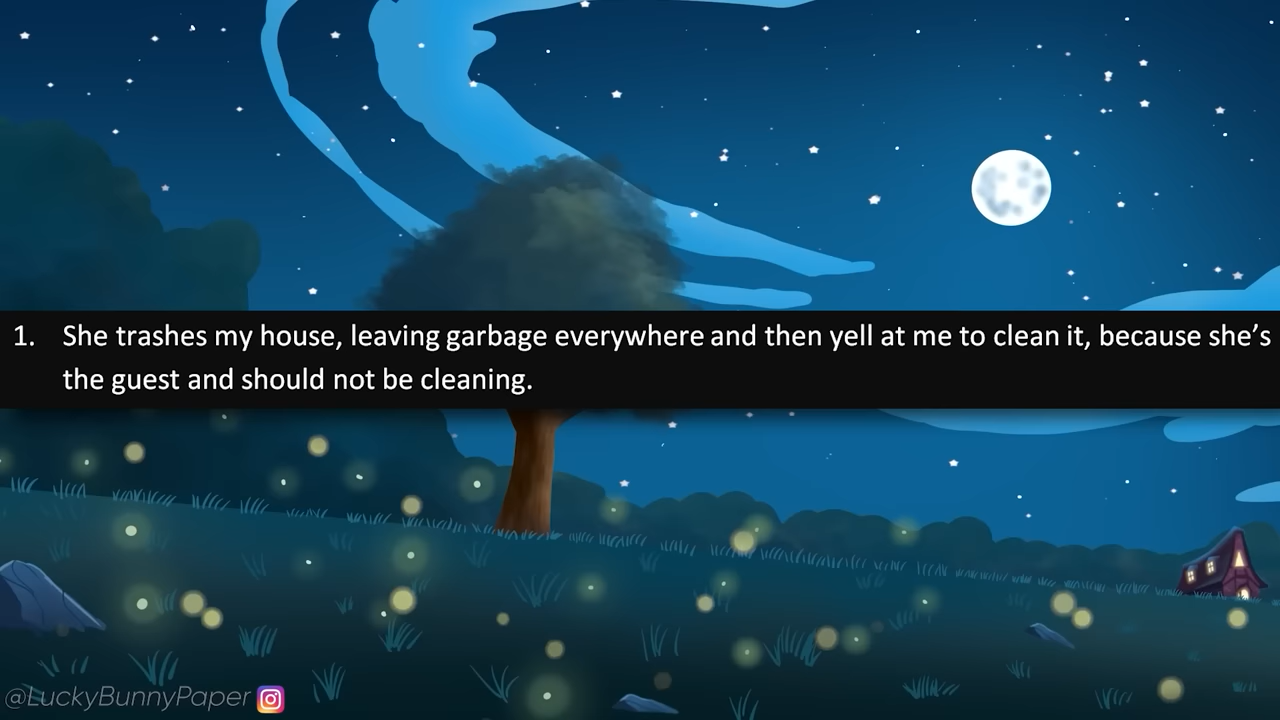 1. She trashes my house, leaving garbage everywhere and then yell at me to clean it, because she’s
the guest and should not be cleaning.
@LuckyBunnyPaper